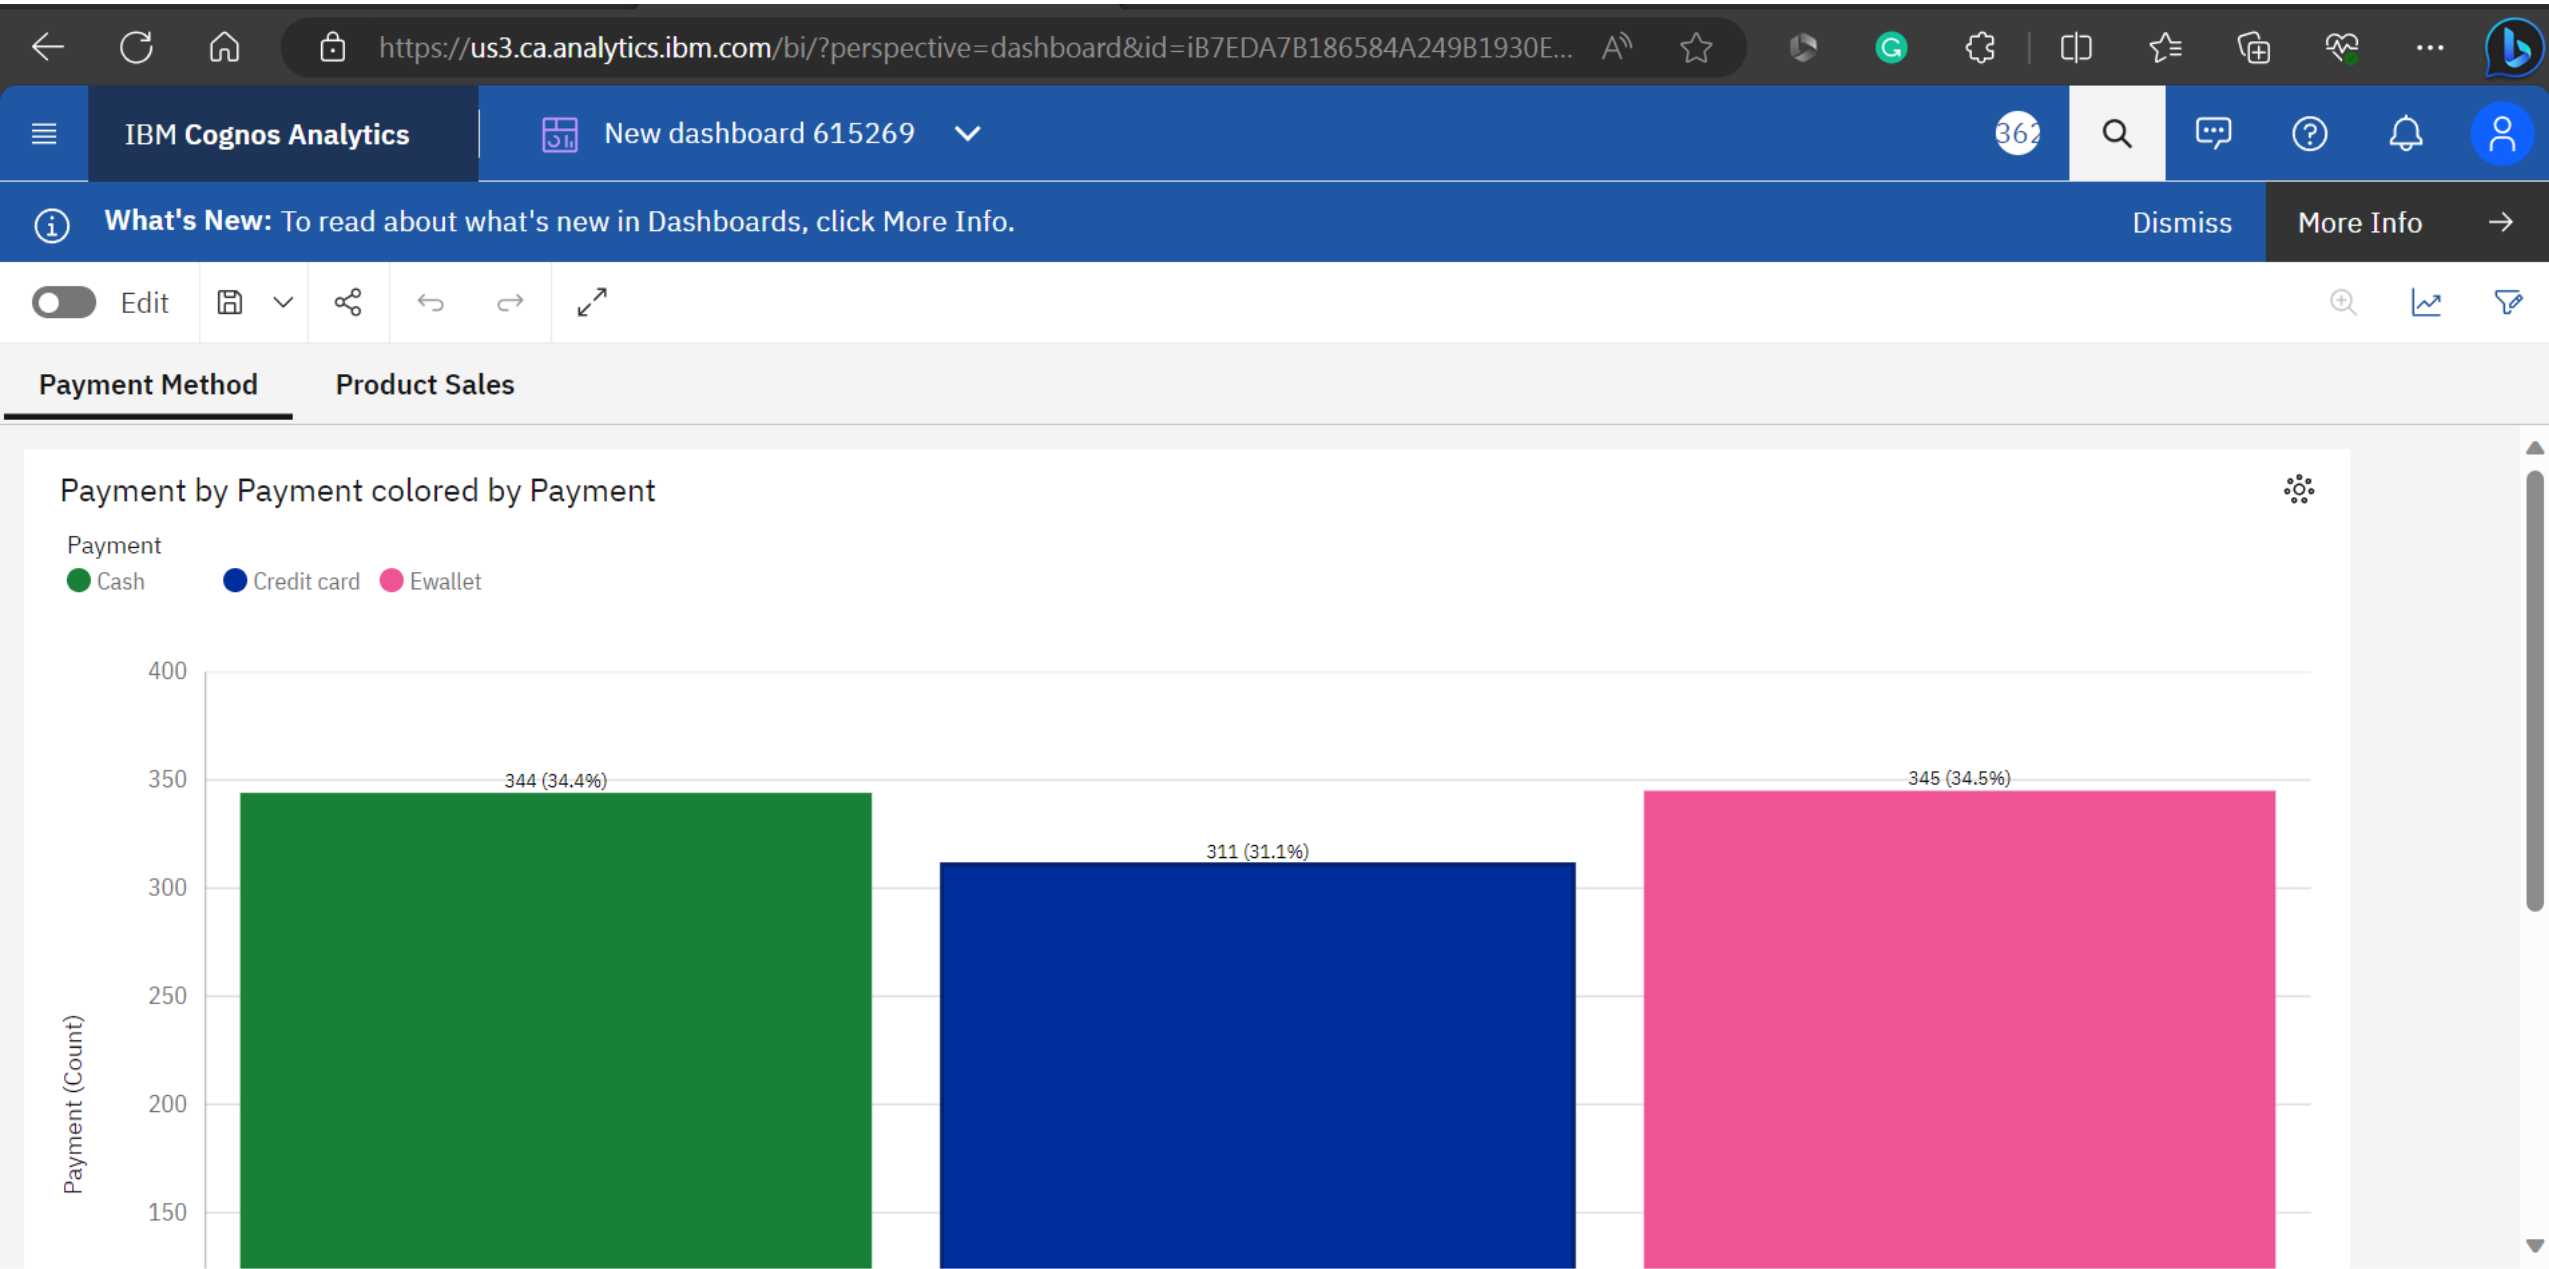 https://us3.ca.analytics.ibm.com/bi/?perspective=dashboard&id=iB7EDA7B186584A249B1930E...
IBM Cognos Analytics
New dashboard 615269
362
What's New: To read about what's new in Dashboards, click More Info.
Dismiss
More Info
Edit
Payment Method
Product Sales
Payment by Payment colored by Payment
Payment
Cash
Credit card
Ewallet
400
350
344 (34.4%)
345 (34.5%)
311 (31.1%)
300
250
200
150
Payment (Count)